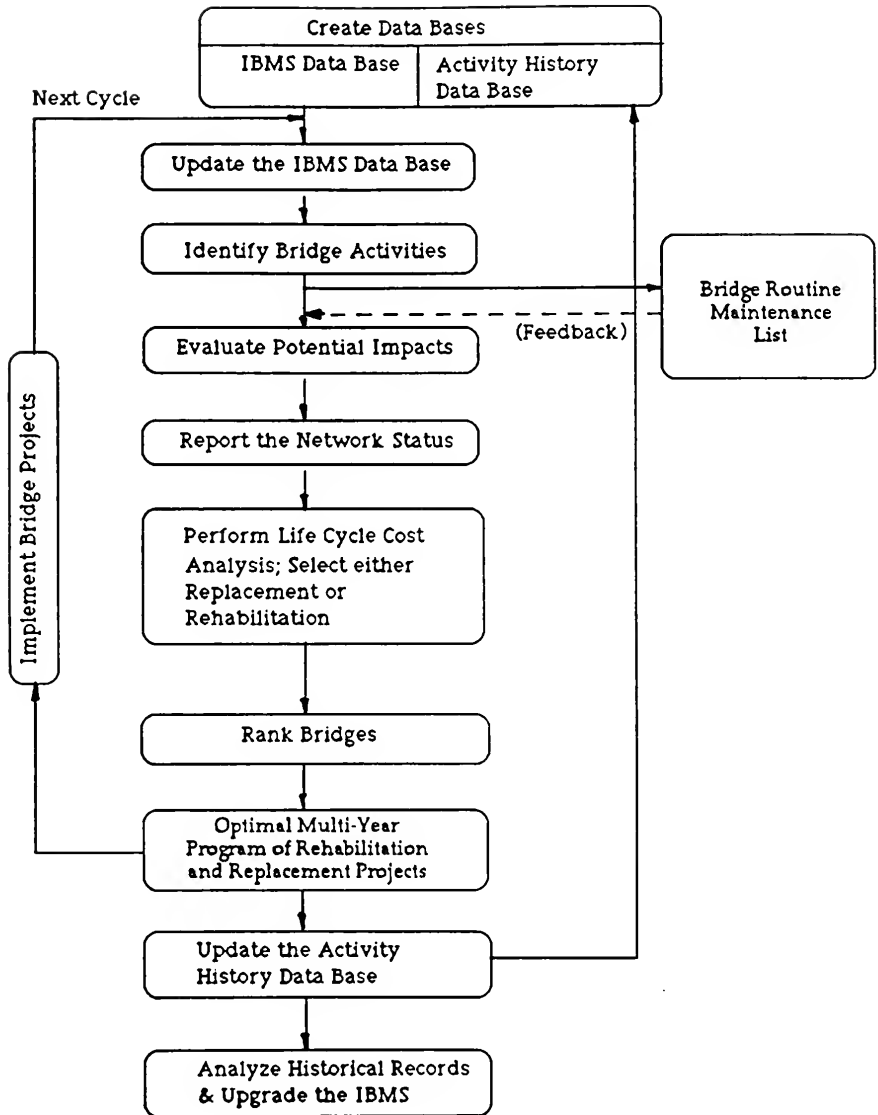 Create Data Bases
IBMS Data Base
Activity History
Data Base
Next Cycle
Update the IBMS Data Base
Identify Bridge Activities
Bridge Routine
Maintenance
List
(Feedback)
Evaluate Potential Impacts
Report the Network Status
Implement Bridge Projects
Perform Life Cycle Cost
Analysis; Select either
Replacement or
Rehabilitation
Rank Bridges
Optimal Multi-Year
Program of Rehabilitation
and Replacement Projects
Update the Activity
History Data Base
Analyze Historical Records
& Upgrade the IBMS